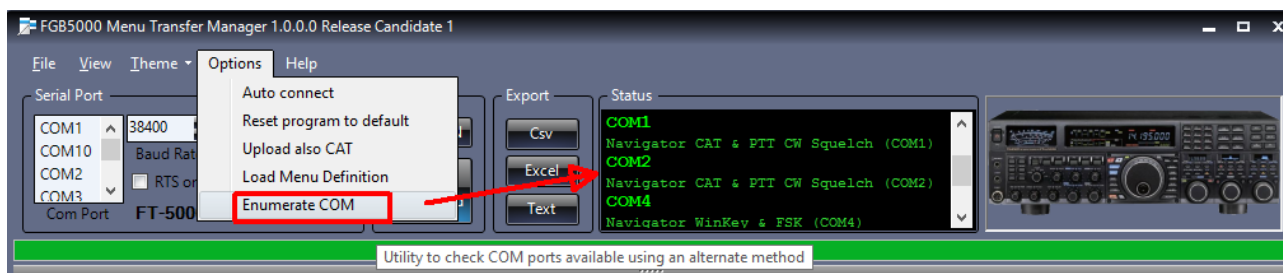 FGB5000 Menu Transfer Manager 1.0.0.0 Release Candidate 1
File View Theme Options Help
Serial Port
COM1
COM10
COM2
COM3
Com Port
38400
Baud Rat
RTS or
FT-500
Auto connect
Reset program to default
Upload also CAT
Load Menu Definition
Enumerate COM
Export
Csv
Excel
Text
Status
COM1
Navigator CAT & PTT CW Squelch (COM1)
COM2
Navigator CAT & PTT CW Squelch (COM2)
COM4
Navigator WinKey & FSK (COM4)
14.195.000
Utility to check COM ports available using an alternate method